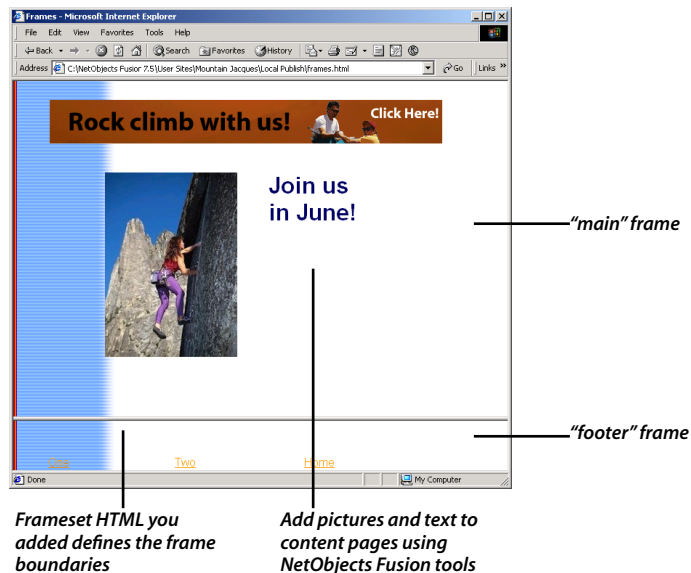 Frames - Microsoft Internet Explorer
File Edit View Favorites Tools Help
Back Search Favorites History
Address C:\NetObjects Fusior 7.5\User Sites\Mountain Jacques\Local Publish\frames.html Go Links »
Rock climb with us! Click Here!
Join us
in June!
"main" frame
"footer" frame
One Two Home
Done My Computer
Frameset HTML you
added defines the frame
boundaries
Add pictures and text to
content pages using
NetObjects Fusion tools